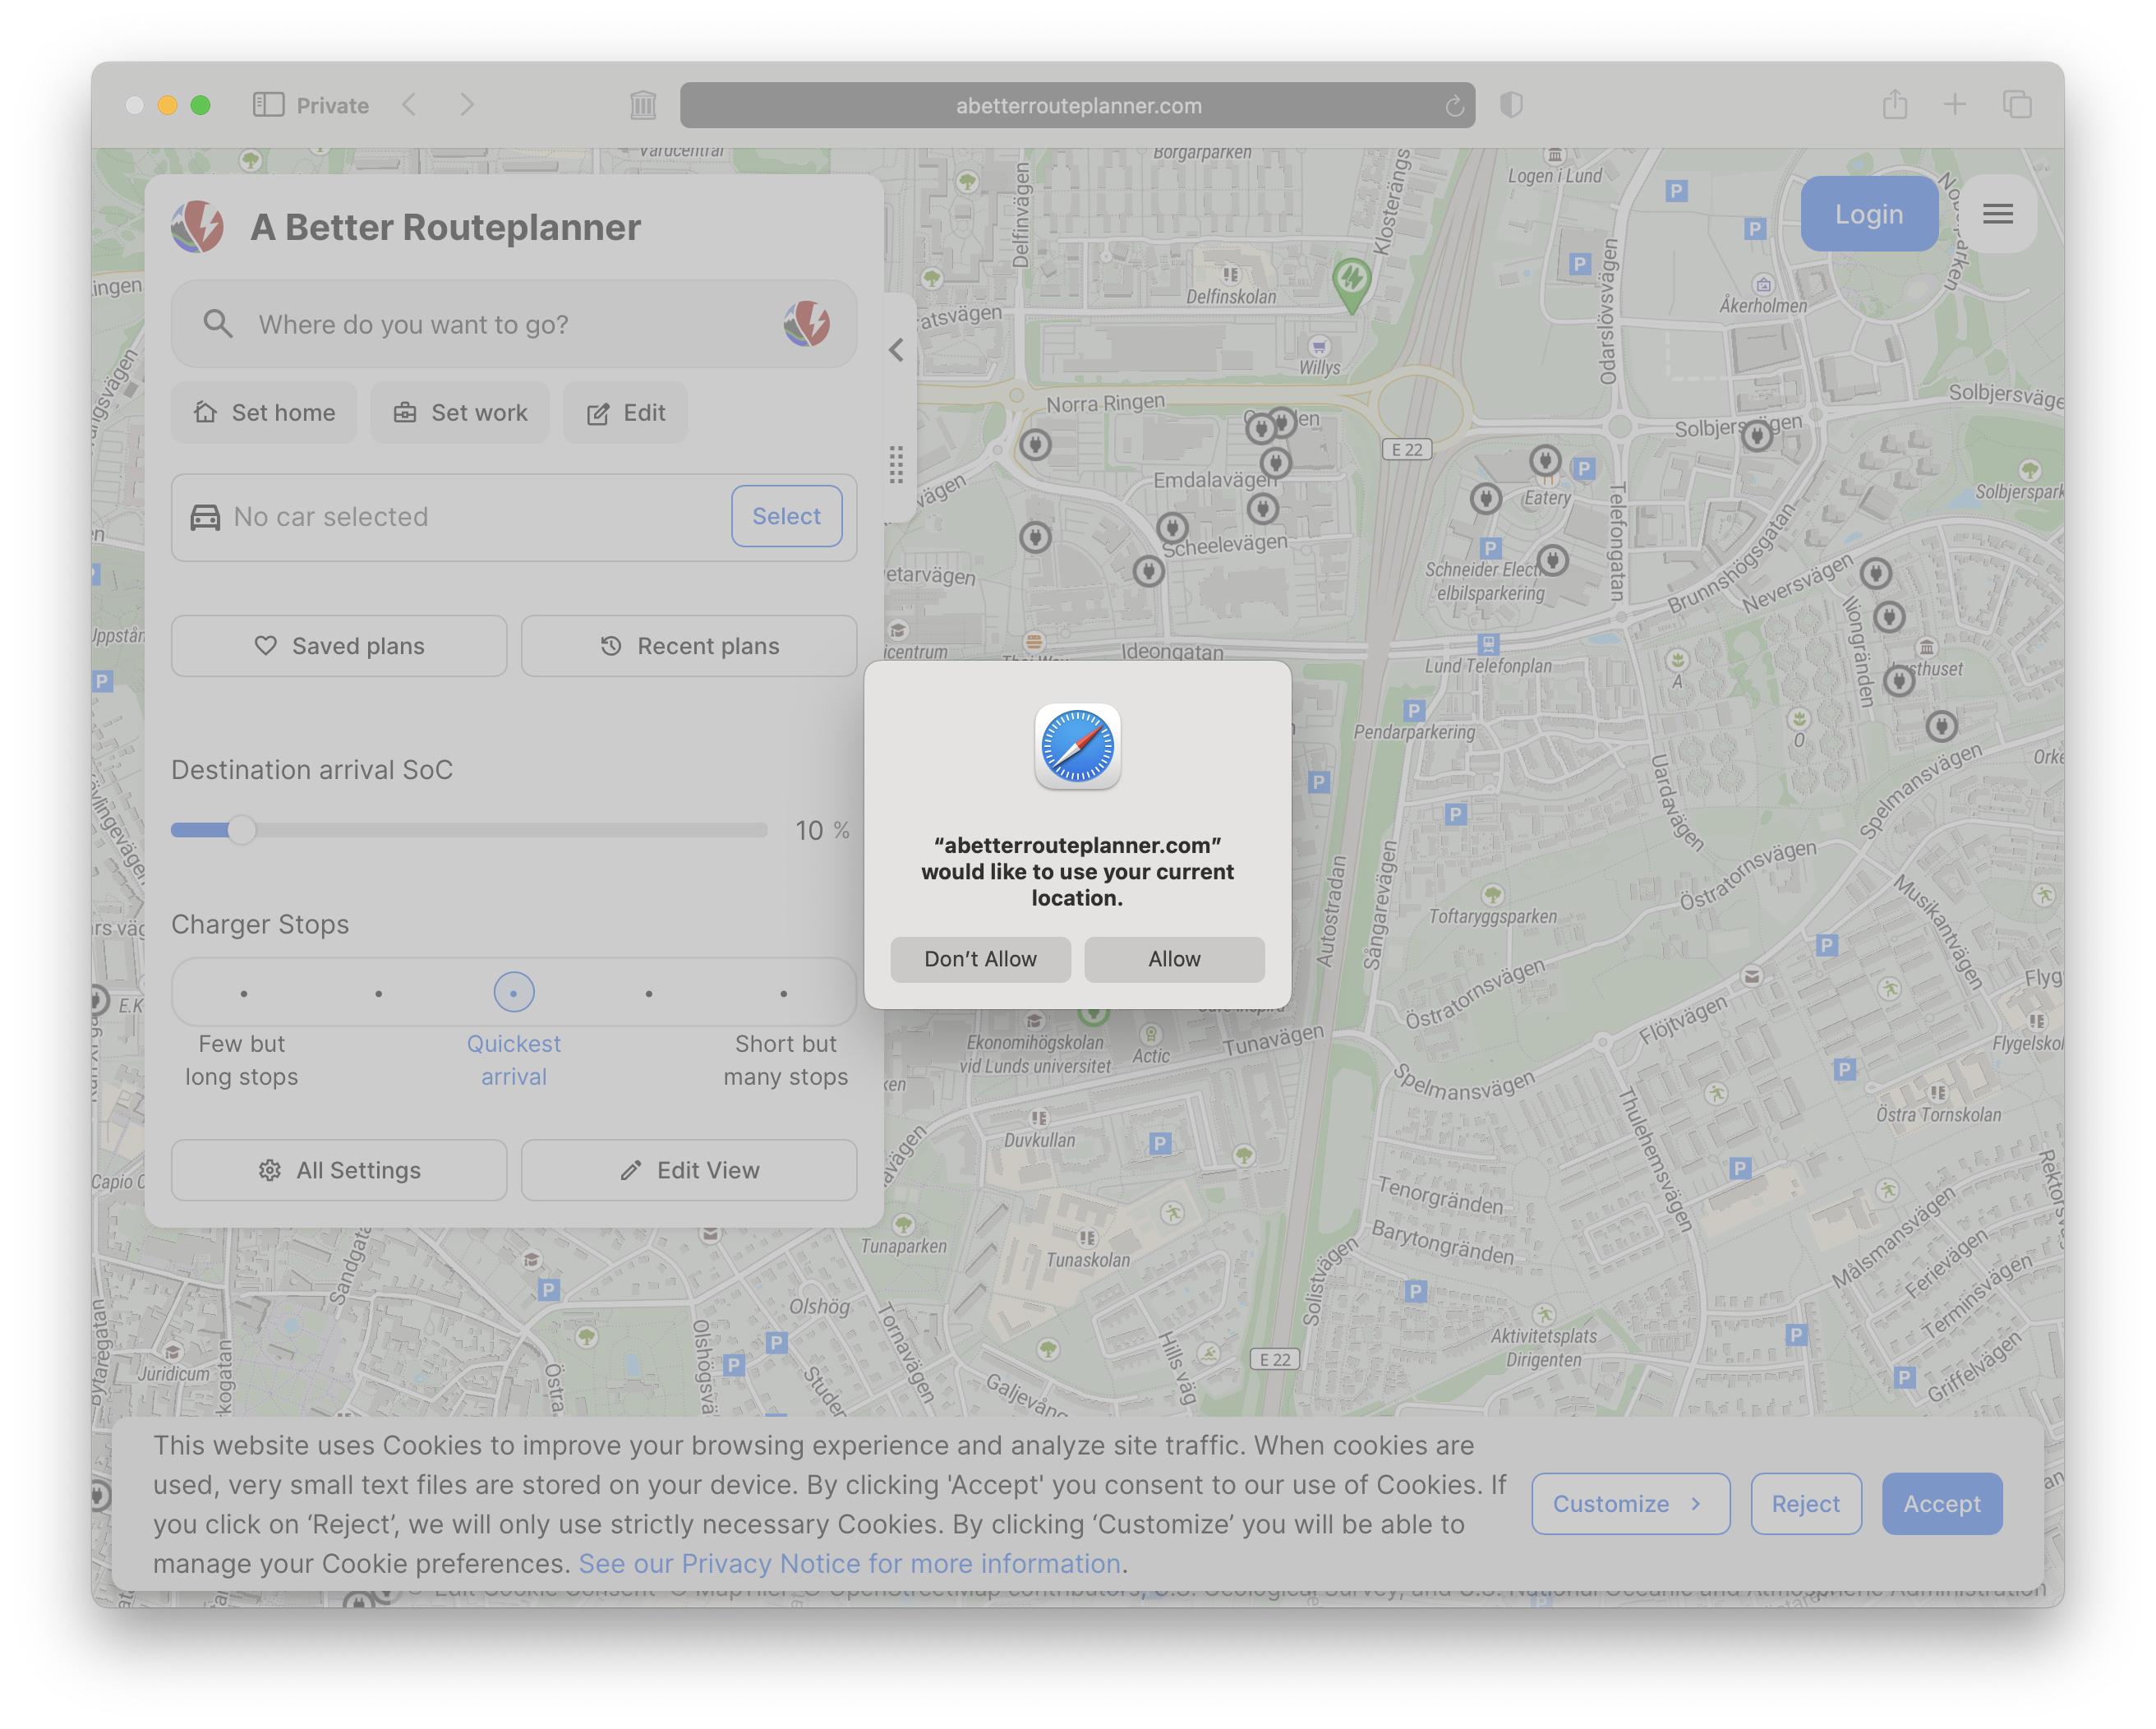 Private
abetterrouteplanner.com
A Better Routeplanner
Where do you want to go?
Set home
Set work
Edit
No car selected
Select
Saved plans
Recent plans
Destination arrival SoC
10 %
Charger Stops
Few but
long stops
Quickest
arrival
Short but
many stops
All Settings
Edit View
Login
“abetterrouteplanner.com”
would like to use your current
location.
Don’t Allow
Allow
Borgarparken
Logen i Lund
Delfinvägen
Klosterängs
Delfinskolan
Odarslövsvägen
Åkerholmen
Willys
Norra Ringen
E 22
Solbjersväge
Emdalavägen
Eatery
Solbjerspark
Scheelevägen
Telefongatan
elbilsparkering
Brunnshögsgatan
Neversvägen
Ideongatan
Lund Telefonplan
A
Nongränden
Pendarparkering
O
Uardavägen
Spelmansvägen
Autostradan
Sångarevägen
Östratornsvägen
Toftaryggsparken
Musikantvägen
Östratornsvägen
Flöjtvägen
Ekonomihögskolan
vid Lunds universitet
Actic
Tunavägen
Spelmansvägen
Thulehemsvägen
Östra Tornskolan
Duvkullan
Tenorgränden
Barytongränden
Målsmansvägen
Ferievägen
Terminsvägen
Griffelvägen
Tunaparken
Tunaskolan
Solistvägen
Olshög
Tornavägen
Hills väg
E 22
Aktivitetsplats
Dirigenten
Juridicum
This website uses Cookies to improve your browsing experience and analyze site traffic. When cookies are
used, very small text files are stored on your device. By clicking 'Accept' you consent to our use of Cookies. If
you click on ‘Reject’, we will only use strictly necessary Cookies. By clicking ‘Customize’ you will be able to
manage your Cookie preferences. See our Privacy Notice for more information.
Customize
Reject
Accept